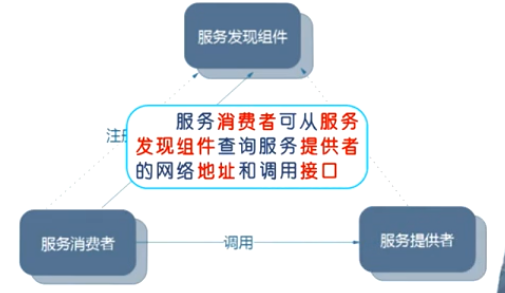 服务发现组件
注册
服务消费者可从服务
发现组件查询服务提供者
的网络地址和调用接口
服务消费者
调用
服务提供者